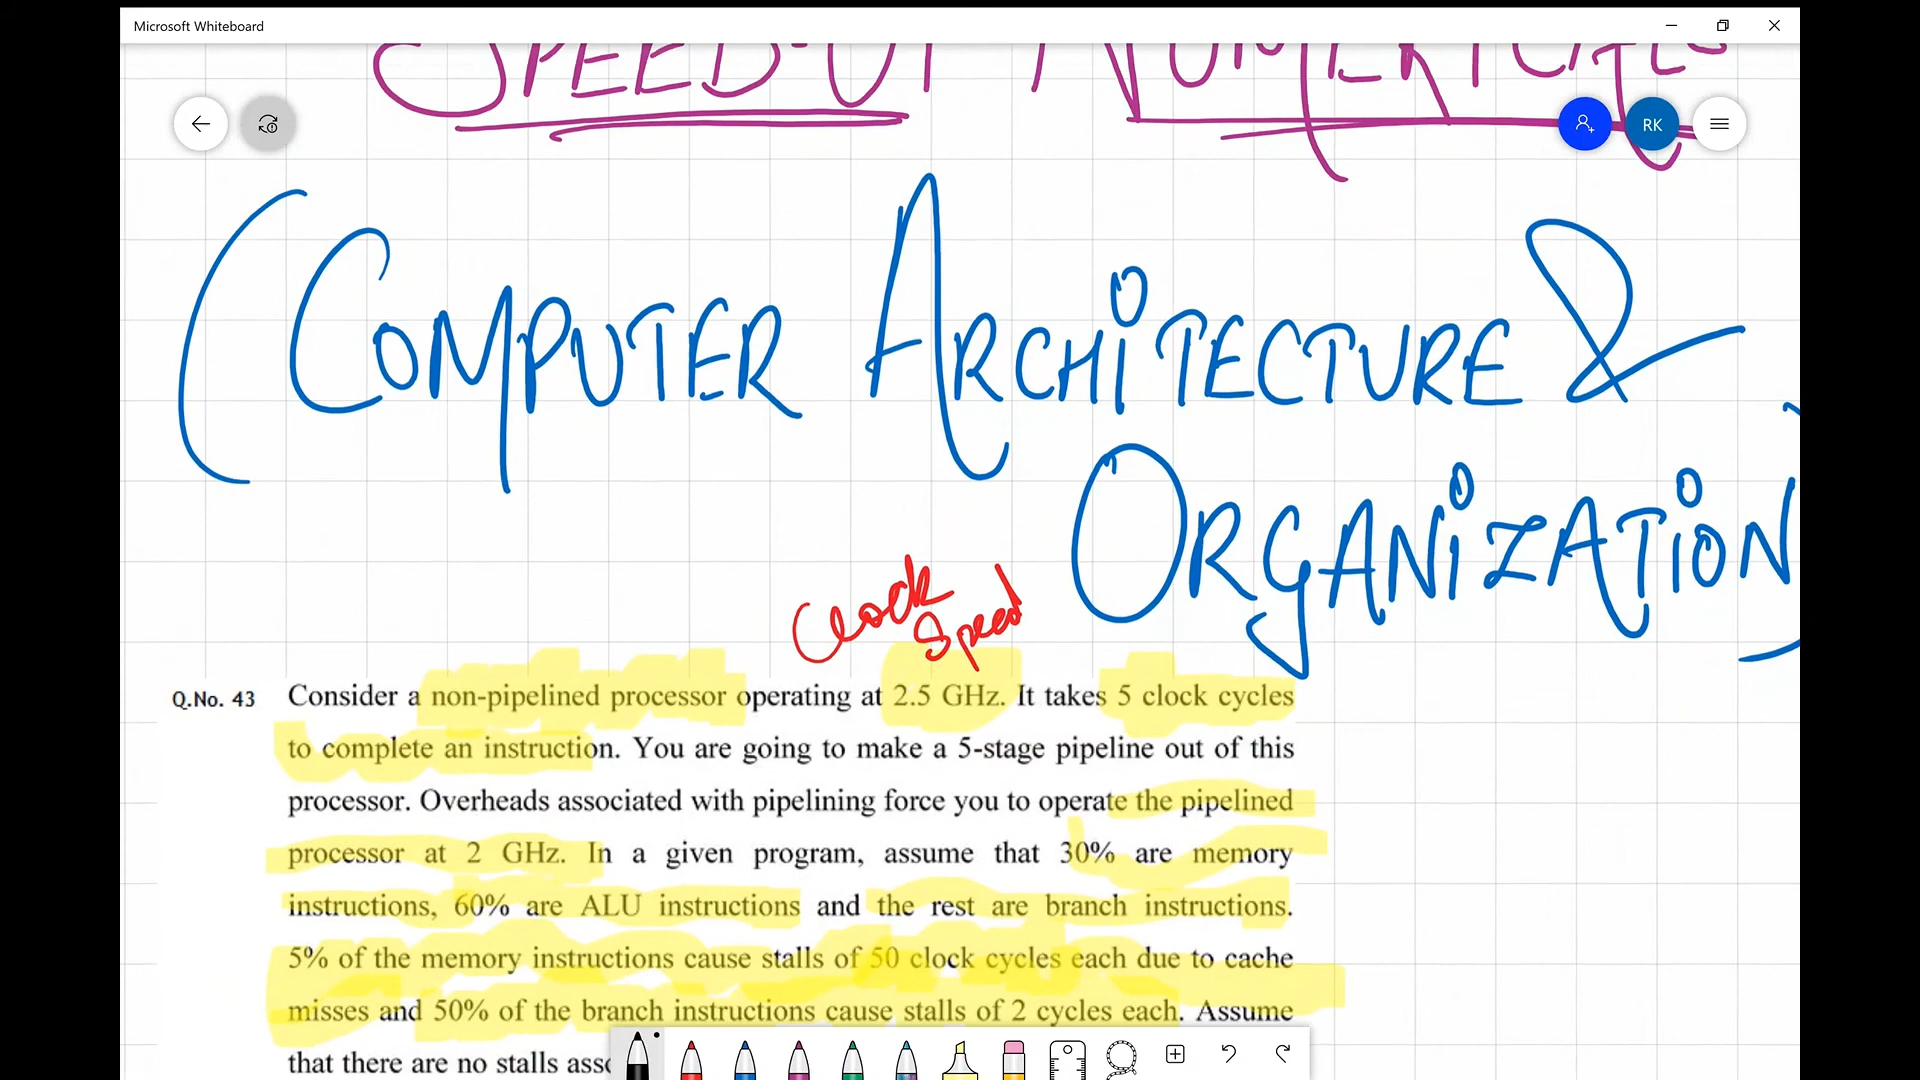 Microsoft Whiteboard
SPEED-UP NUMERICALS
RK
(COMPUTER ARCHITECTURE &
ORGANIZATION)
Clock
Speed
Q.No. 43 Consider a non-pipelined processor operating at 2.5 GHz. It takes 5 clock cycles
to complete an instruction. You are going to make a 5-stage pipeline out of this
processor. Overheads associated with pipelining force you to operate the pipelined
processor at 2 GHz. In a given program, assume that 30% are memory
instructions, 60% are ALU instructions and the rest are branch instructions.
5% of the memory instructions cause stalls of 50 clock cycles each due to cache
misses and 50% of the branch instructions cause stalls of 2 cycles each. Assume
that there are no stalls